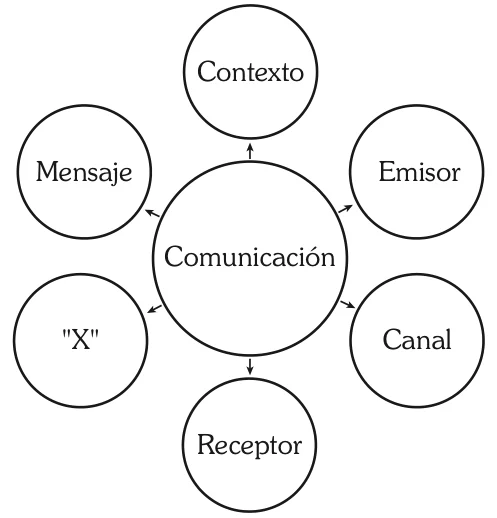 Contexto
Mensaje
Emisor
Comunicación
"X"
Canal
Receptor